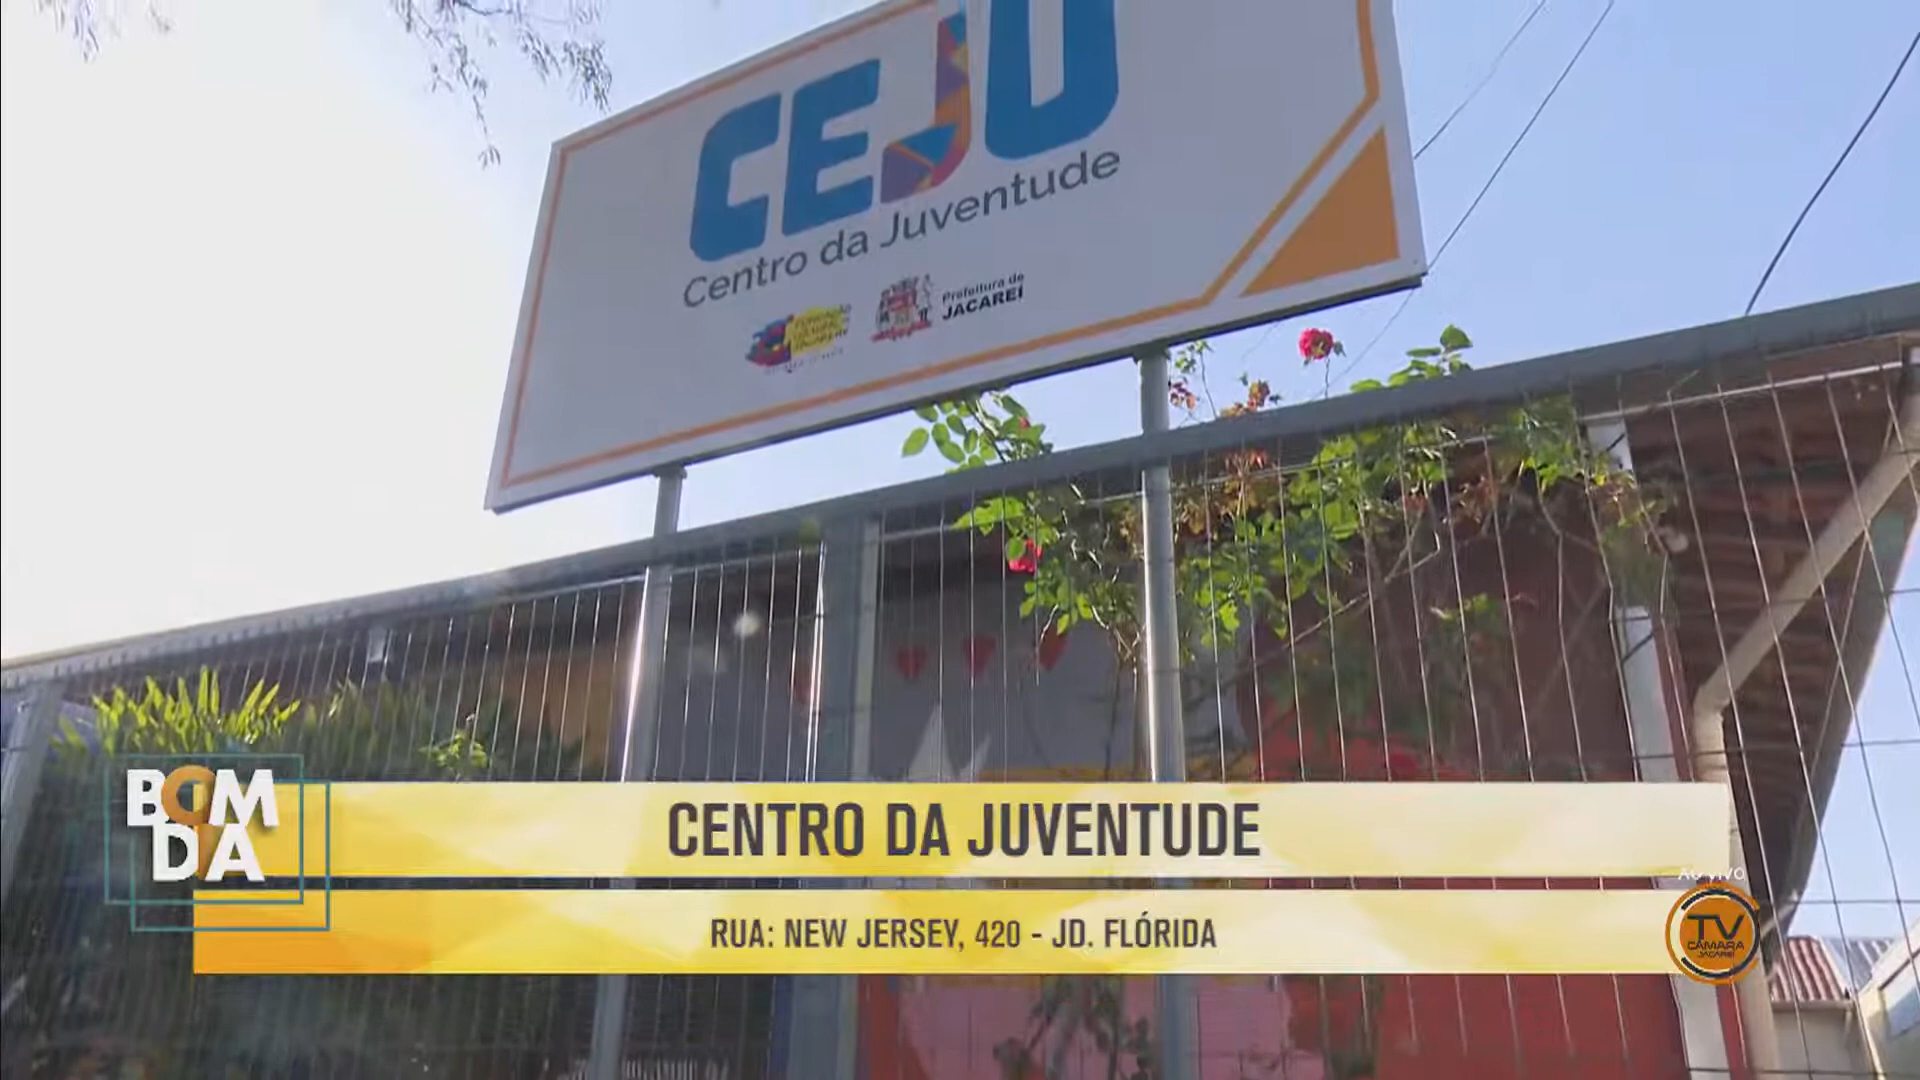 CEJU
Centro da Juventude
Prefeitura de
JACAREÍ
BOM
DIA
CENTRO DA JUVENTUDE
RUA: NEW JERSEY, 420 - JD. FLÓRIDA
AO VIVO
TV
CÂMARA
JACAREÍ